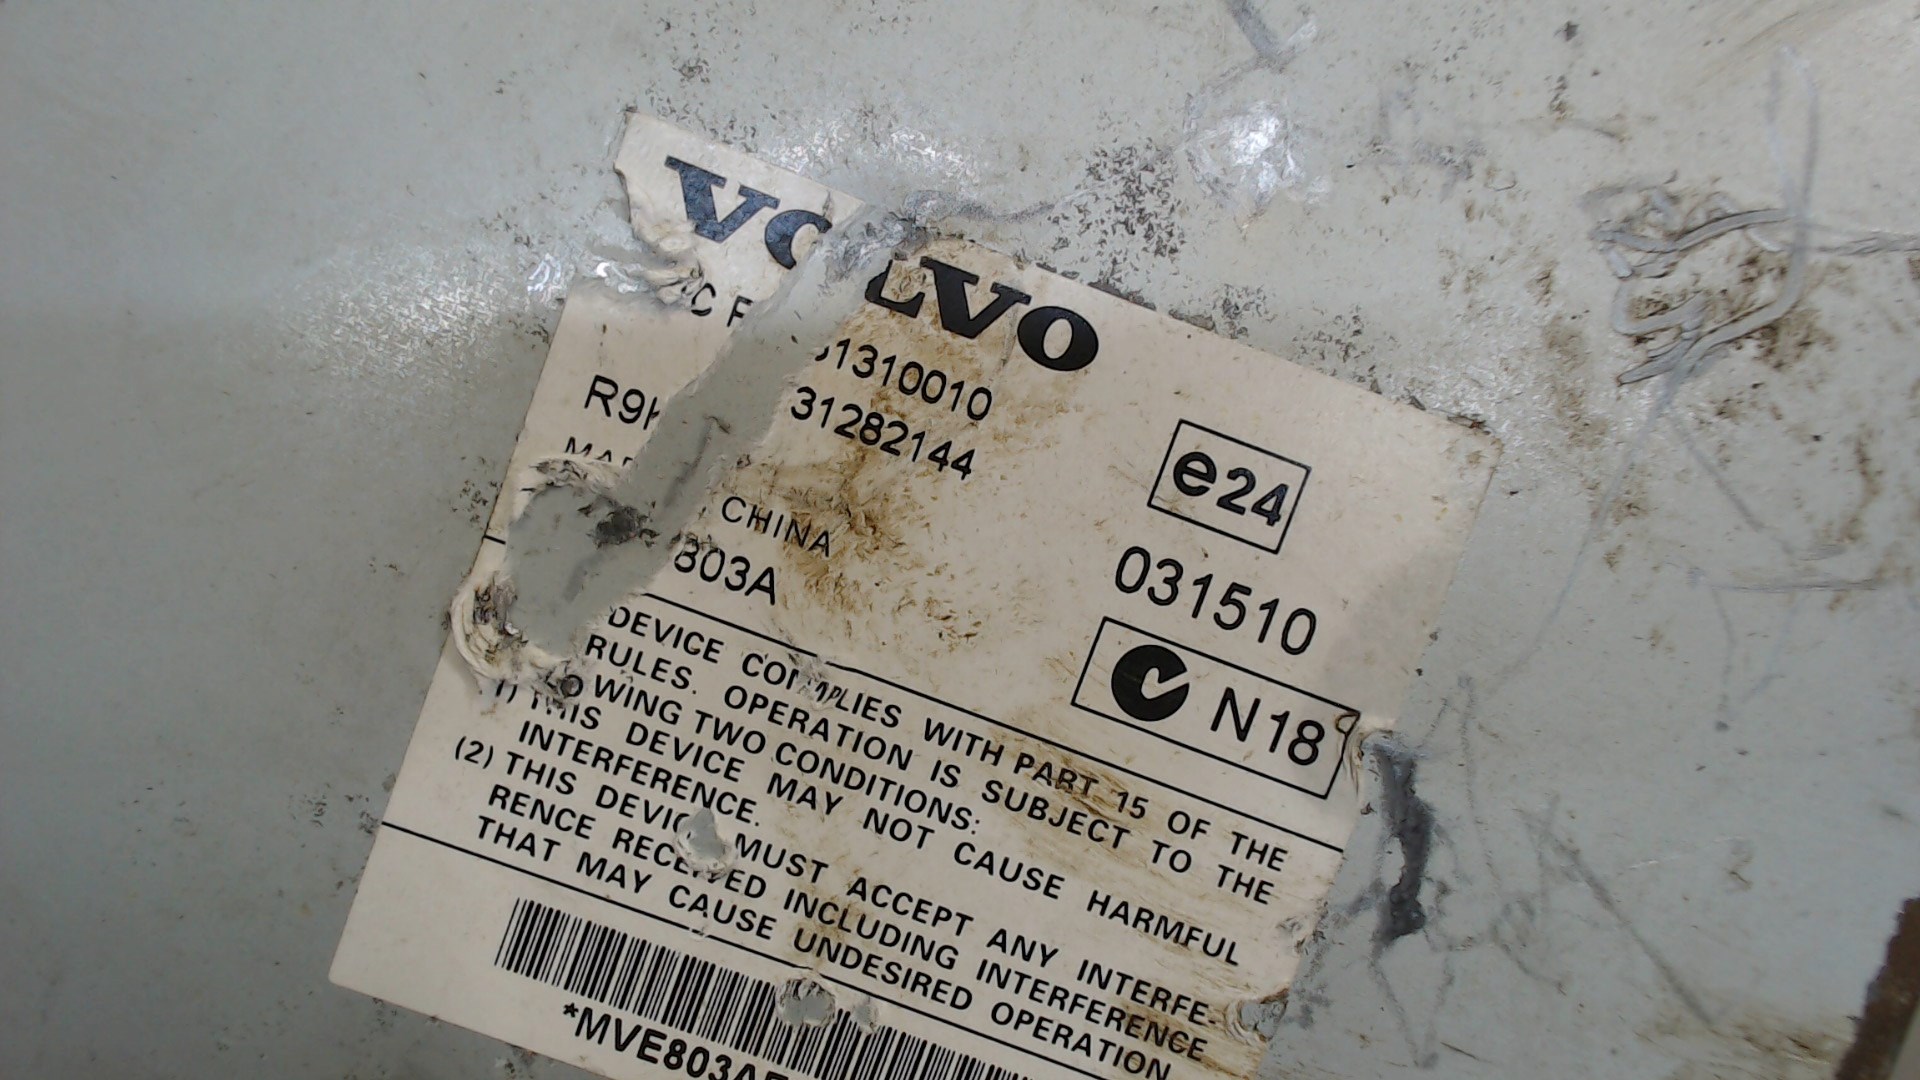 VOLVO
1310010
31282144
CHINA
803A
e24
031510
N18
DEVICE COMPLIES WITH PART 15 OF THE
RULES. OPERATION IS SUBJECT TO THE
WING TWO CONDITIONS:
1) THIS DEVICE MAY NOT CAUSE HARMFUL
INTERFERENCE.
(2) THIS DEVICE MUST ACCEPT ANY INTERFE-
RENCE RECEIVED INCLUDING INTERFERENCE
THAT MAY CAUSE UNDESIRED OPERATION
*MVE803A